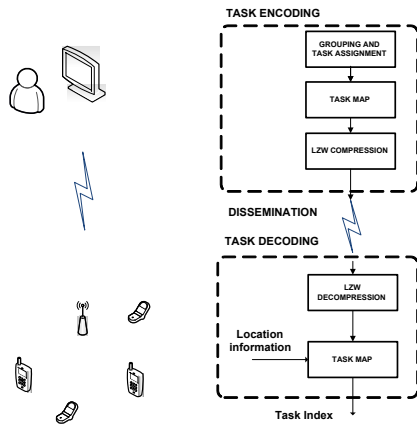 TASK ENCODING
GROUPING AND
TASK ASSIGNMENT
TASK MAP
LZW COMPRESSION
DISSEMINATION
TASK DECODING
LZW
DECOMPRESSION
Location
information
TASK MAP
Task Index